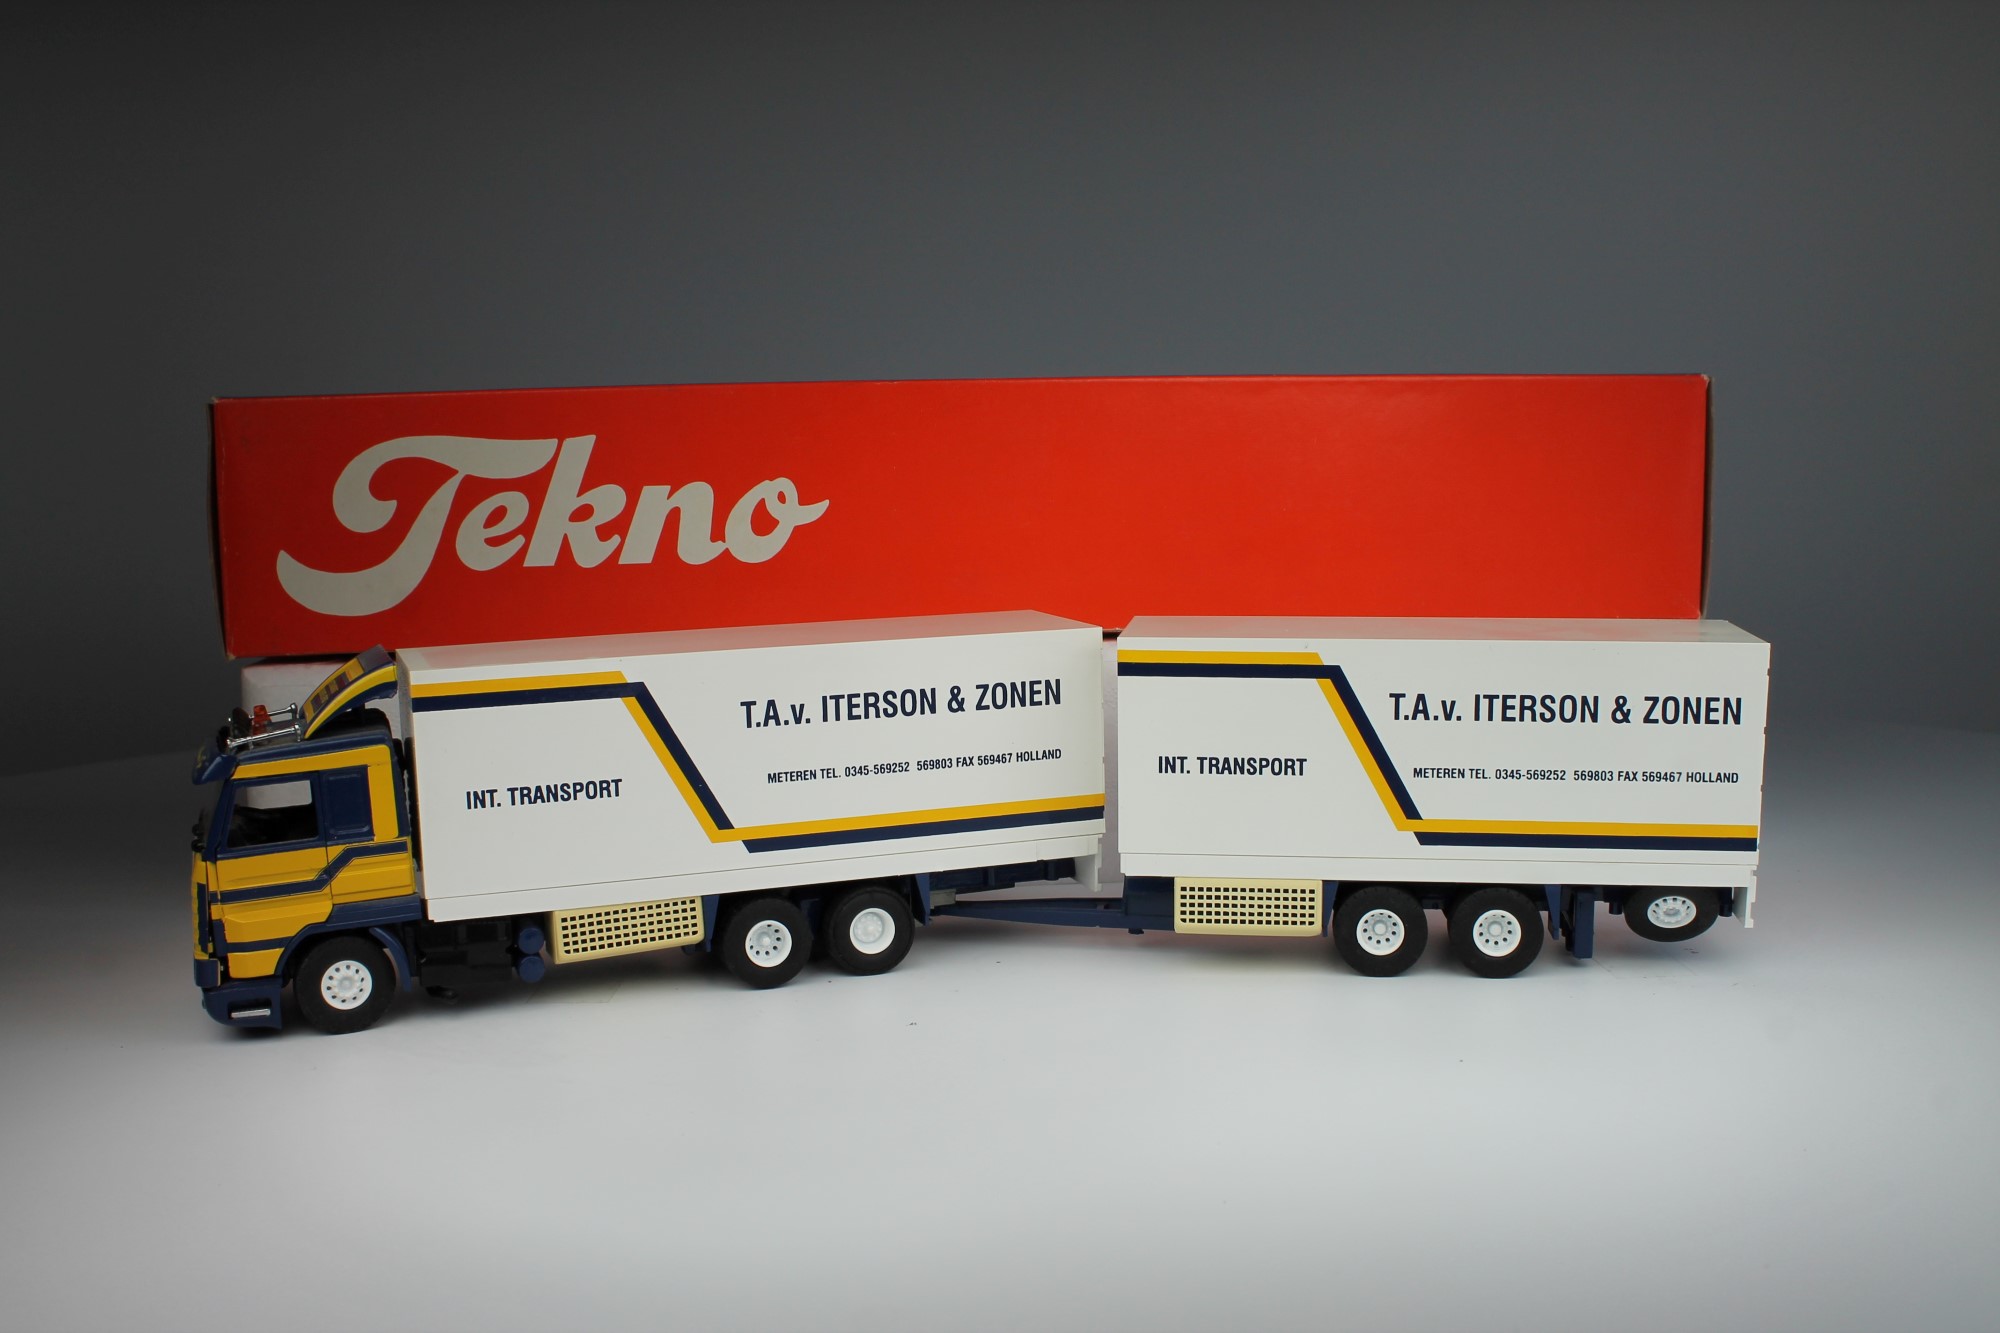 Tekno
T.A.v. ITERSON & ZONEN
METEREN TEL. 0345-569252 569803 FAX 569467 HOLLAND
INT. TRANSPORT
T.A.v. ITERSON & ZONEN
INT. TRANSPORT
METEREN TEL. 0345-569252 569803 FAX 569467 HOLLAND